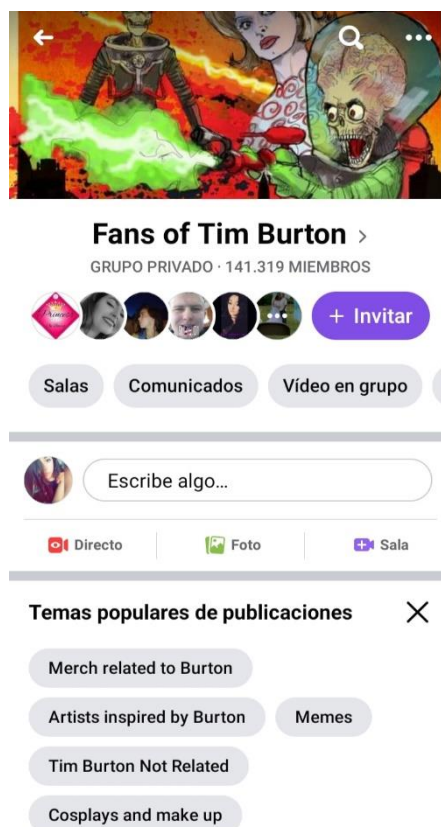 Fans of Tim Burton
GRUPO PRIVADO · 141.319 MIEMBROS
+ Invitar
Salas
Comunicados
Vídeo en grupo
Escribe algo...
Directo
Foto
Sala
Temas populares de publicaciones
Merch related to Burton
Artists inspired by Burton
Memes
Tim Burton Not Related
Cosplays and make up